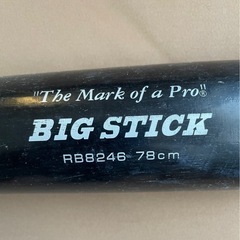 "The Mark of a Pro®"
BIG STICK
RB8246 78cm